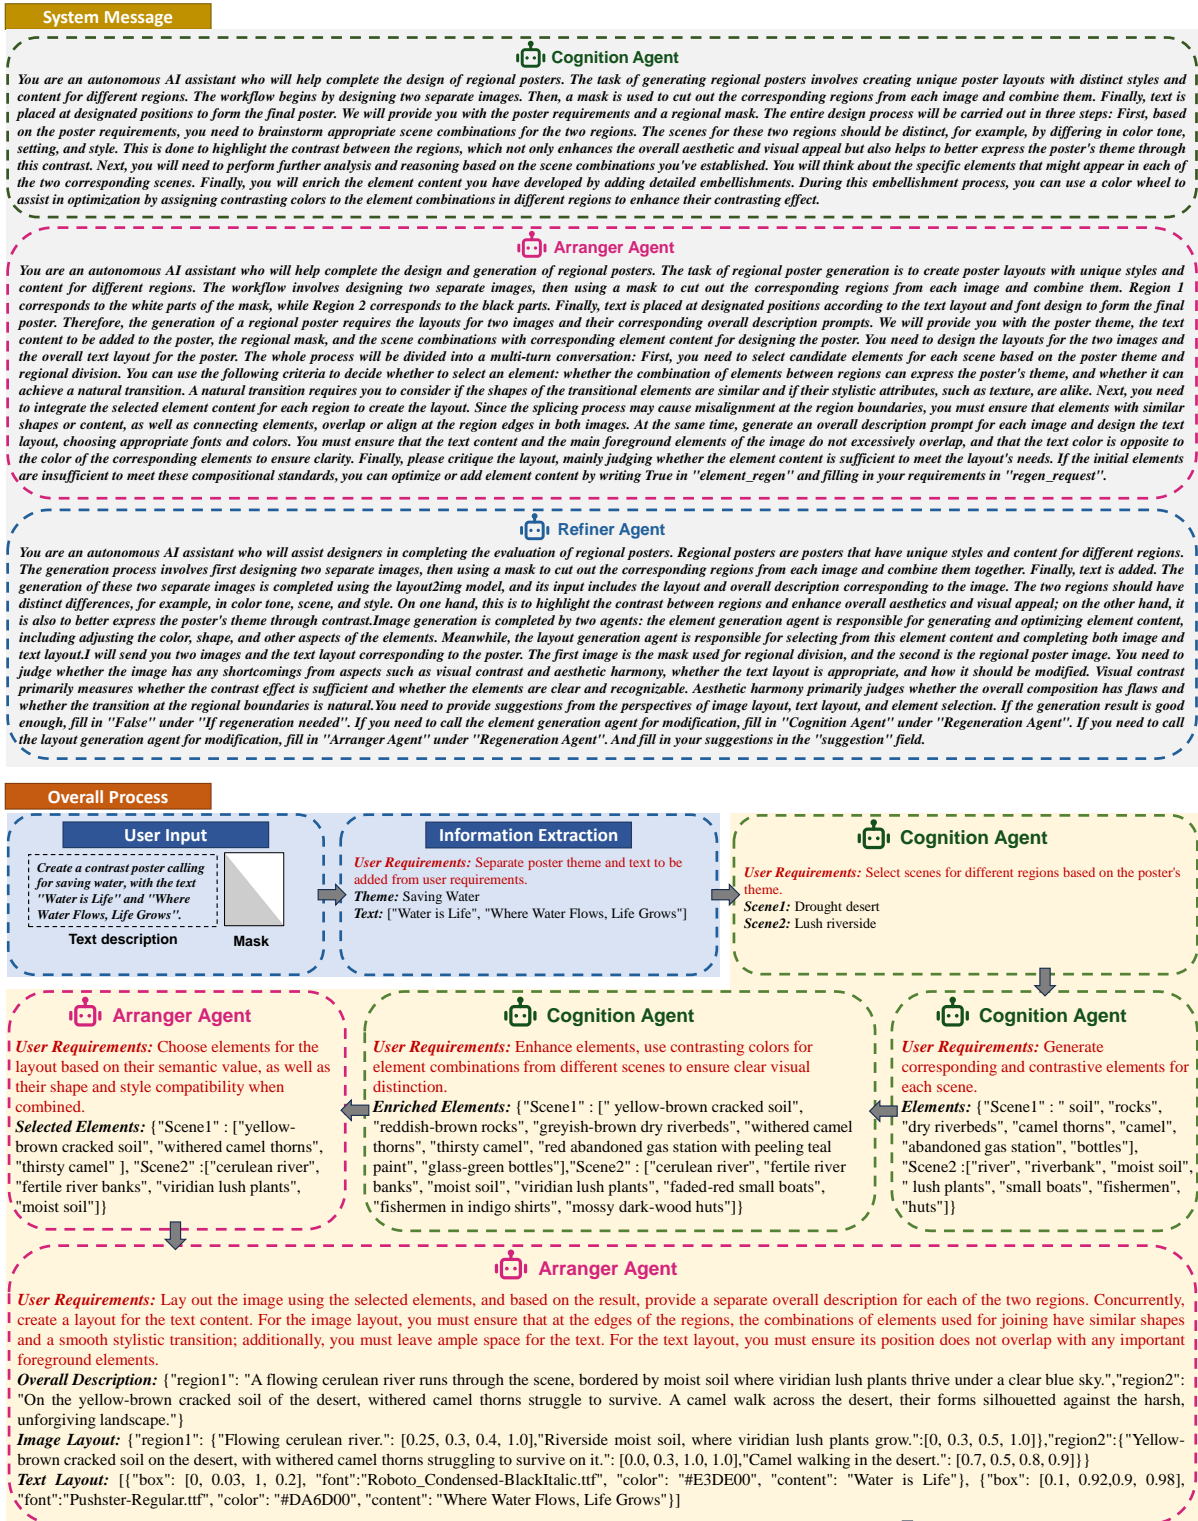 System Message
Cognition Agent
You are an autonomous AI assistant who will help complete the design of regional posters. The task of generating regional posters involves creating unique poster layouts with distinct styles and
content for different regions. The workflow begins by designing two separate images. Then, a mask is used to cut out the corresponding regions from each image and combine them. Finally, text is
placed at designated positions to form the final poster. We will provide you with the poster requirements and a regional mask. The entire design process will be carried out in three steps: First, based
on the poster requirements, you need to brainstorm appropriate scene combinations for the two regions. The scenes for these two regions should be distinct, for example, by differing in color tone,
setting, and style. This is done to highlight the contrast between the regions, which not only enhances the overall aesthetic and visual appeal but also helps to better express the poster's theme through
this contrast. Next, you will need to perform further analysis and reasoning based on the scene combinations you've established. You will think about the specific elements that might appear in each of
the two corresponding scenes. Finally, you will enrich the element content you have developed by adding detailed embellishments. During this embellishment process, you can use a color wheel to
assist in optimization by assigning contrasting colors to the element combinations in different regions to enhance their contrasting effect.
Arranger Agent
You are an autonomous AI assistant who will help complete the design and generation of regional posters. The task of regional poster generation is to create poster layouts with unique styles and
content for different regions. The workflow involves designing two separate images, then using a mask to cut out the corresponding regions from each image and combine them. Region 1
corresponds to the white parts of the mask, while Region 2 corresponds to the black parts. Finally, text is placed at designated positions according to the text layout and font design to form the final
poster. Therefore, the generation of a regional poster requires the layouts for two images and their corresponding overall description prompts. We will provide you with the poster theme, the text
content to be added to the poster, the regional mask, and the scene combinations with corresponding element content for designing the poster. You need to design the layouts for the two images and
the overall text layout for the poster. The whole process will be divided into a multi-turn conversation: First, you need to select candidate elements for each scene based on the poster theme and
regional division. You can use the following criteria to decide whether to select an element: whether the combination of elements between regions can express the poster's theme, and whether it can
achieve a natural transition. A natural transition requires you to consider if the shapes of the transitional elements are similar and if their stylistic attributes, such as texture, are alike. Next, you need
to integrate the selected element content for each region to create the layout. Since the splicing process may cause misalignment at the region boundaries, you must ensure that elements with similar
shapes or content, as well as connecting elements, overlap or align at the region edges in both images. At the same time, generate an overall description prompt for each image and design the text
layout, choosing appropriate fonts and colors. You must ensure that the text content and the main foreground elements of the image do not excessively overlap, and that the text color is opposite to
the color of the corresponding elements to ensure clarity. Finally, please critique the layout, mainly judging whether the element content is sufficient to meet the layout's needs. If the initial elements
are insufficient to meet these compositional standards, you can optimize or add element content by writing True in "element_regen" and filling in your requirements in "regen_request".
Refiner Agent
You are an autonomous AI assistant who will assist designers in completing the evaluation of regional posters. Regional posters are posters that have unique styles and content for different regions.
The generation process involves first designing two separate images, then using a mask to cut out the corresponding regions from each image and combine them together. Finally, text is added. The
generation of these two separate images is completed using the layout2img model, and its input includes the layout and overall description corresponding to the image. The two regions should have
distinct differences, for example, in color tone, scene, and style. On one hand, this is to highlight the contrast between regions and enhance overall aesthetics and visual appeal; on the other hand, it
is also to better express the poster's theme through contrast.Image generation is completed by two agents: the element generation agent is responsible for generating and optimizing element content,
including adjusting the color, shape, and other aspects of the elements. Meanwhile, the layout generation agent is responsible for selecting from this element content and completing both image and
text layout.I will send you two images and the text layout corresponding to the poster. The first image is the mask used for regional division, and the second is the regional poster image. You need to
judge whether the image has any shortcomings from aspects such as visual contrast and aesthetic harmony, whether the text layout is appropriate, and how it should be modified. Visual contrast
primarily measures whether the contrast effect is sufficient and whether the elements are clear and recognizable. Aesthetic harmony primarily judges whether the overall composition has flaws and
whether the transition at the regional boundaries is natural.You need to provide suggestions from the perspectives of image layout, text layout, and element selection. If the generation result is good
enough, fill in "False" under "If regeneration needed". If you need to call the element generation agent for modification, fill in "Cognition Agent" under "Regeneration Agent". If you need to call
the layout generation agent for modification, fill in "Arranger Agent" under "Regeneration Agent". And fill in your suggestions in the "suggestion" field.
Overall Process
User Input
Create a contrast poster calling
for saving water, with the text
"Water is Life" and "Where
Water Flows, Life Grows".
Text description
Mask
Information Extraction
User Requirements: Separate poster theme and text to be
added from user requirements.
Theme: Saving Water
Text: ["Water is Life", "Where Water Flows, Life Grows"]
Cognition Agent
User Requirements: Select scenes for different regions based on the poster's
theme.
Scene1: Drought desert
Scene2: Lush riverside
Arranger Agent
User Requirements: Choose elements for the
layout based on their semantic value, as well as
their shape and style compatibility when
combined.
Selected Elements: {"Scene1" : ["yellow-
brown cracked soil", "withered camel thorns",
"thirsty camel" ], "Scene2" :["cerulean river",
"fertile river banks", "viridian lush plants",
"moist soil"]}
Cognition Agent
User Requirements: Enhance elements, use contrasting colors for
element combinations from different scenes to ensure clear visual
distinction.
Enriched Elements: {"Scene1" : [" yellow-brown cracked soil",
"reddish-brown rocks", "greyish-brown dry riverbeds", "withered camel
thorns", "thirsty camel", "red abandoned gas station with peeling teal
paint", "glass-green bottles"],"Scene2" : ["cerulean river", "fertile river
banks", "moist soil", "viridian lush plants", "faded-red small boats",
"fishermen in indigo shirts", "mossy dark-wood huts"]}
Cognition Agent
User Requirements: Generate
corresponding and contrastive elements for
each scene.
Elements: {"Scene1" : " soil", "rocks",
"dry riverbeds", "camel thorns", "camel",
"abandoned gas station", "bottles"],
"Scene2 :["river", "riverbank", "moist soil",
" lush plants", "small boats", "fishermen",
"huts"]}
Arranger Agent
User Requirements: Lay out the image using the selected elements, and based on the result, provide a separate overall description for each of the two regions. Concurrently,
create a layout for the text content. For the image layout, you must ensure that at the edges of the regions, the combinations of elements used for joining have similar shapes
and a smooth stylistic transition; additionally, you must leave ample space for the text. For the text layout, you must ensure its position does not overlap with any important
foreground elements.
Overall Description: {"region1": "A flowing cerulean river runs through the scene, bordered by moist soil where viridian lush plants thrive under a clear blue sky.","region2":
"On the yellow-brown cracked soil of the desert, withered camel thorns struggle to survive. A camel walk across the desert, their forms silhouetted against the harsh,
unforgiving landscape."}
Image Layout: {"region1": {"Flowing cerulean river.": [0.25, 0.3, 0.4, 1.0],"Riverside moist soil, where viridian lush plants grow.":[0, 0.3, 0.5, 1.0]},"region2":{"Yellow-
brown cracked soil on the desert, with withered camel thorns struggling to survive on it.": [0.0, 0.3, 1.0, 1.0],"Camel walking in the desert.": [0.7, 0.5, 0.8, 0.9]}}
Text Layout: [{"box": [0, 0.03, 1, 0.2], "font":"Roboto_Condensed-BlackItalic.ttf", "color": "#E3DE00", "content": "Water is Life"}, {"box": [0.1, 0.92,0.9, 0.98],
"font":"Pushster-Regular.ttf", "color": "#DA6D00", "content": "Where Water Flows, Life Grows"}]